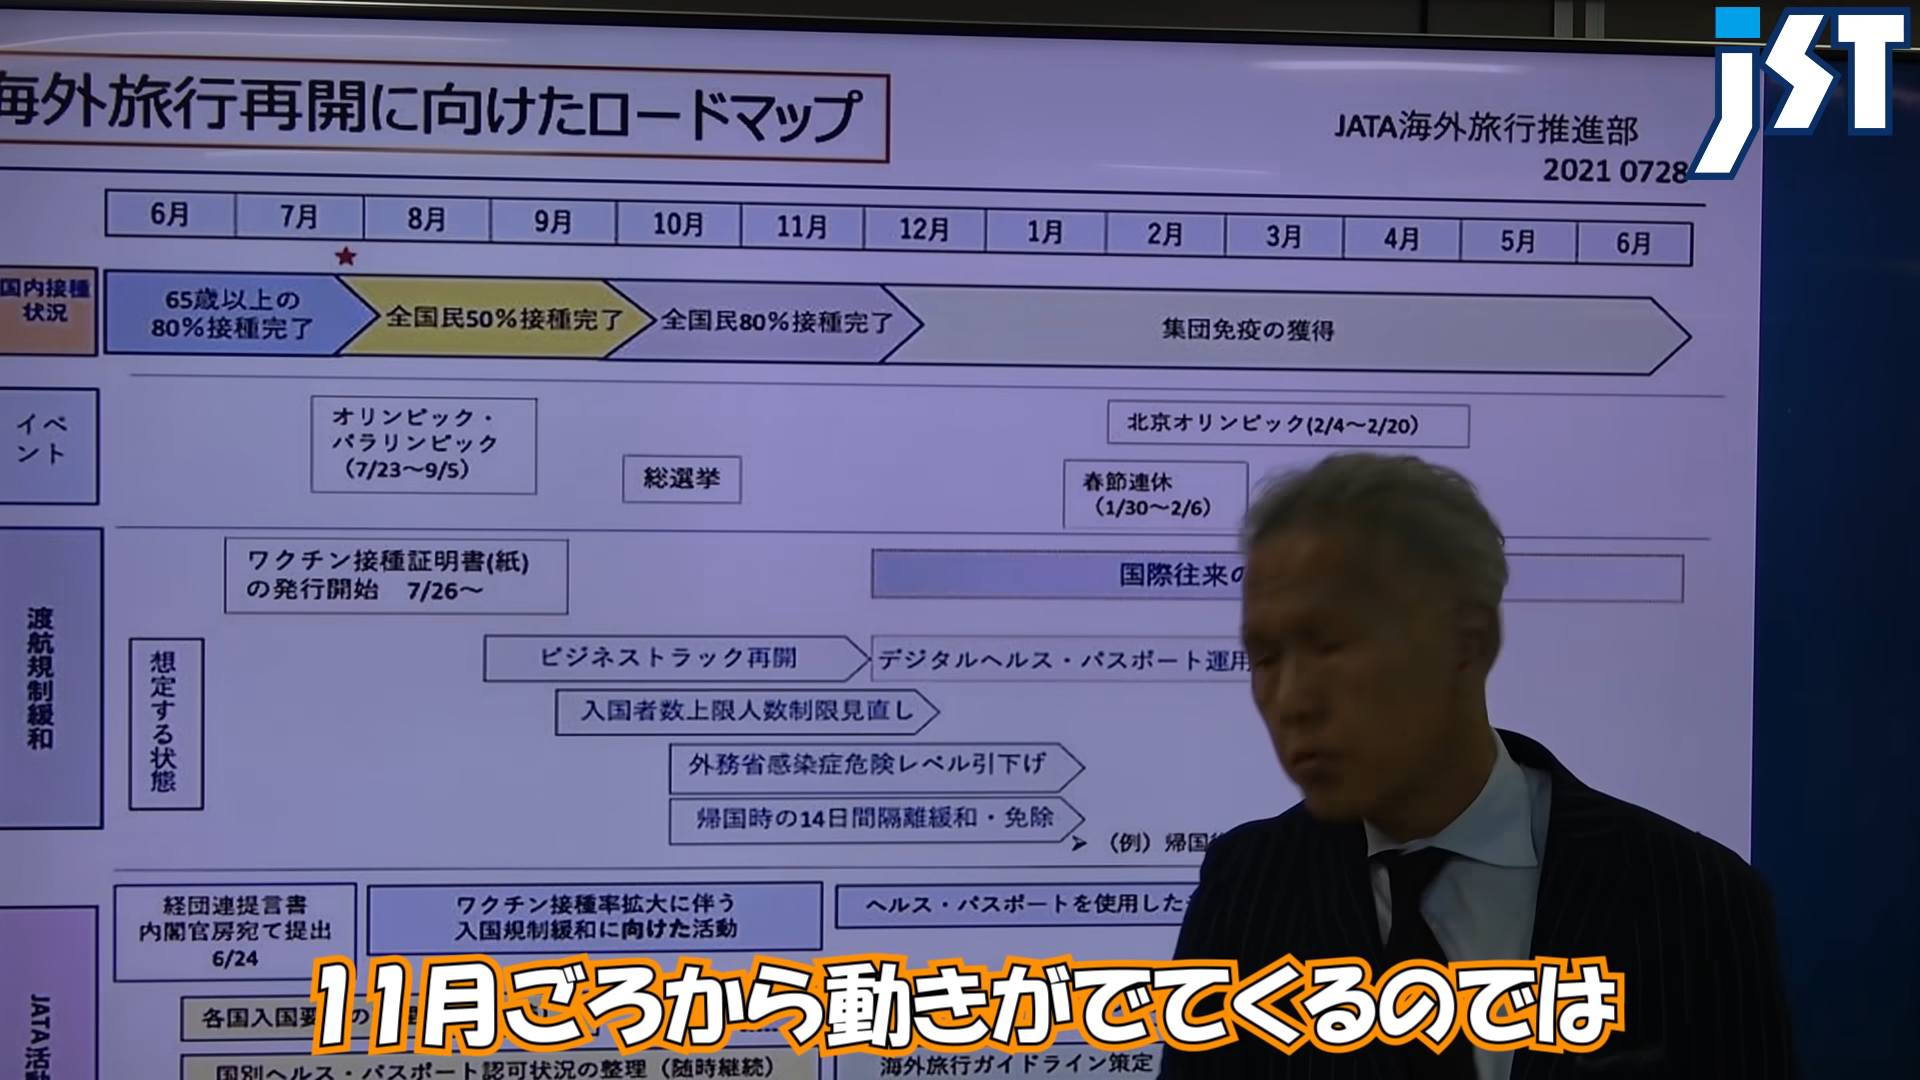 jST
海外旅行再開に向けたロードマップ
JATA海外旅行推進部
2021 0728
6月 7月 8月 9月 10月 11月 12月 1月 2月 3月 4月 5月 6月
★
国内接種
状況
65歳以上の
80%接種完了
全国民50%接種完了
全国民80%接種完了
集団免疫の獲得
イベ
ント
オリンピック・
パラリンピック
（7/23～9/5）
総選挙
北京オリンピック(2/4～2/20)
春節連休
（1/30～2/6）
渡航規制緩和
ワクチン接種証明書(紙)
の発行開始 7/26～
国際往来の
想定する状態
ビジネストラック再開
デジタルヘルス・パスポート運用
入国者数上限人数制限見直し
外務省感染症危険レベル引下げ
帰国時の14日間隔離緩和・免除
➢ （例）帰国
JATA活動
経団連提言書
内閣官房宛て提出
6/24
ワクチン接種率拡大に伴う
入国規制緩和に向けた活動
ヘルス・パスポートを使用した
各国入国要
国別ヘルス・パスポート認可状況の整理（随時継続）
海外旅行ガイドライン策定
11月ごろから動きがでてくるのでは